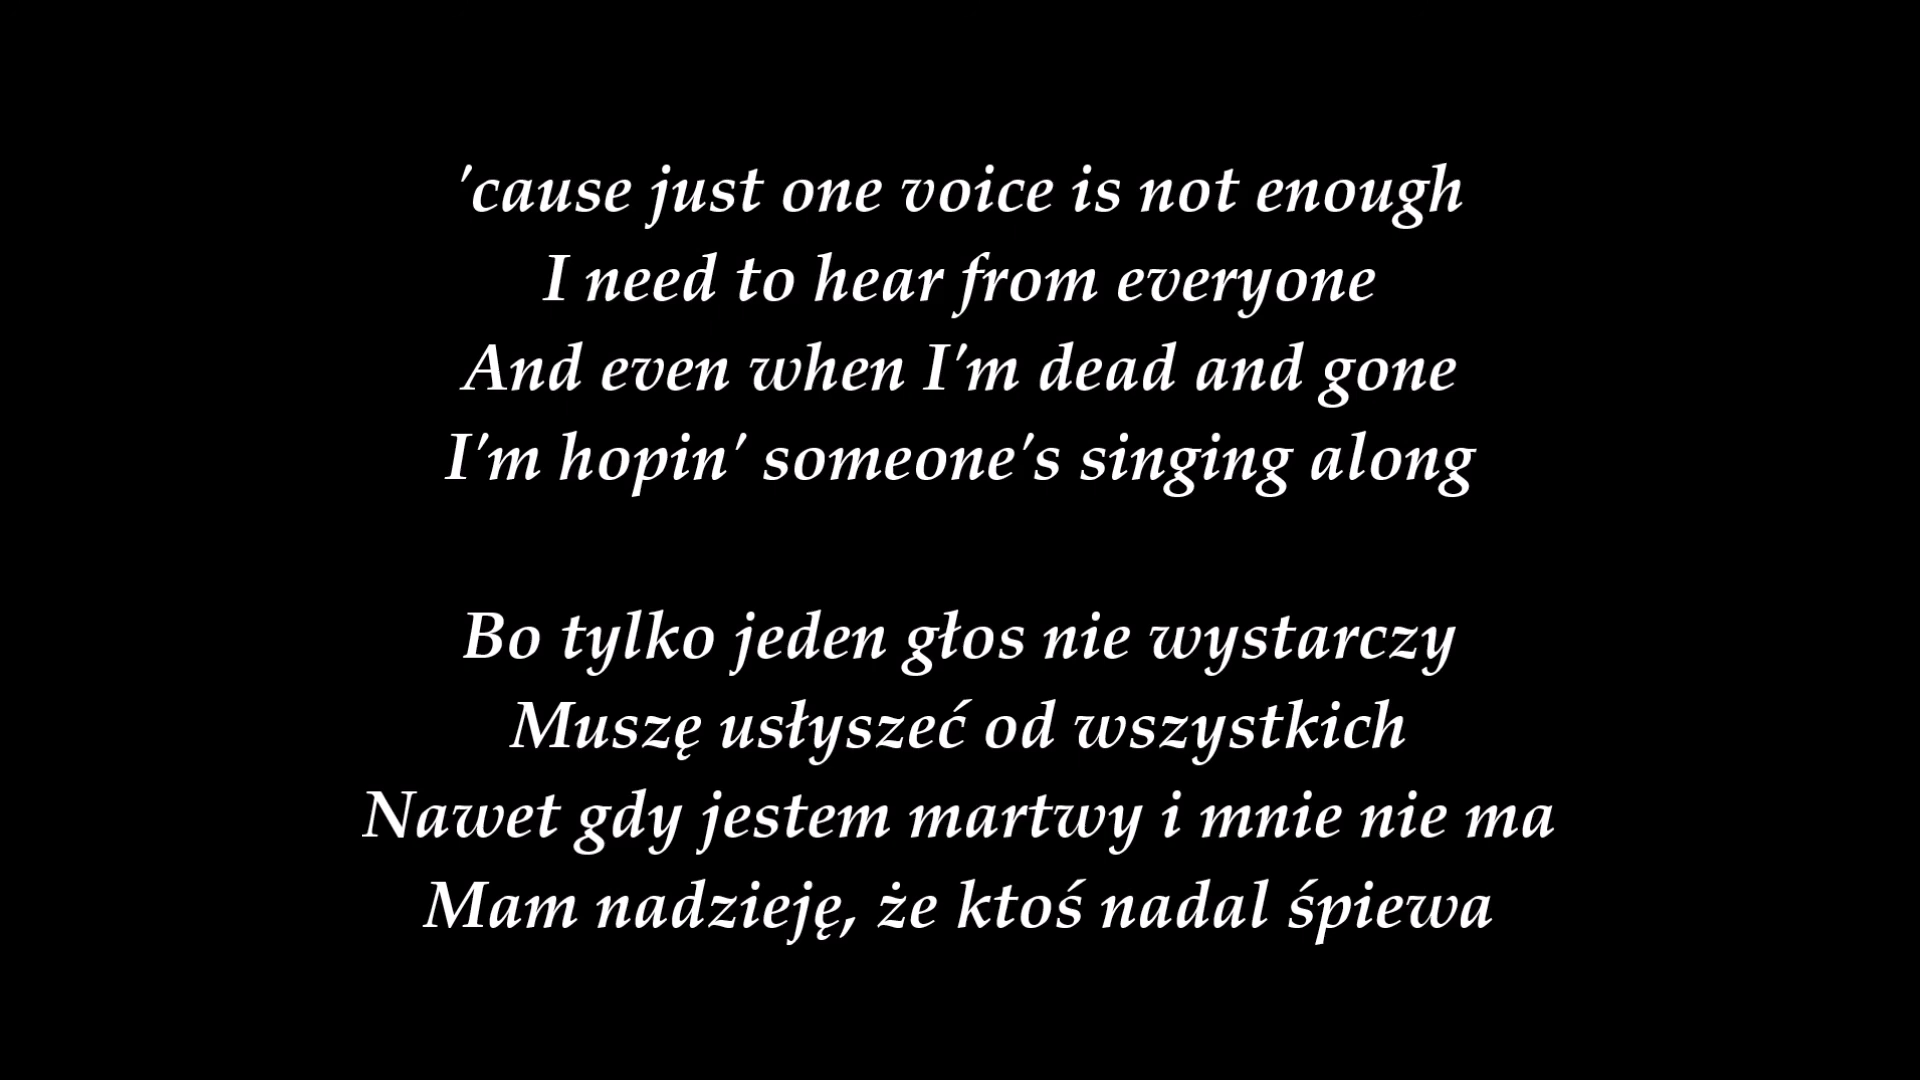 'cause just one voice is not enough
I need to hear from everyone
And even when I'm dead and gone
I'm hopin' someone's singing along
Bo tylko jeden głos nie wystarczy
Muszę usłyszeć od wszystkich
Nawet gdy jestem martwy i mnie nie ma
Mam nadzieję, że ktoś nadal śpiewa